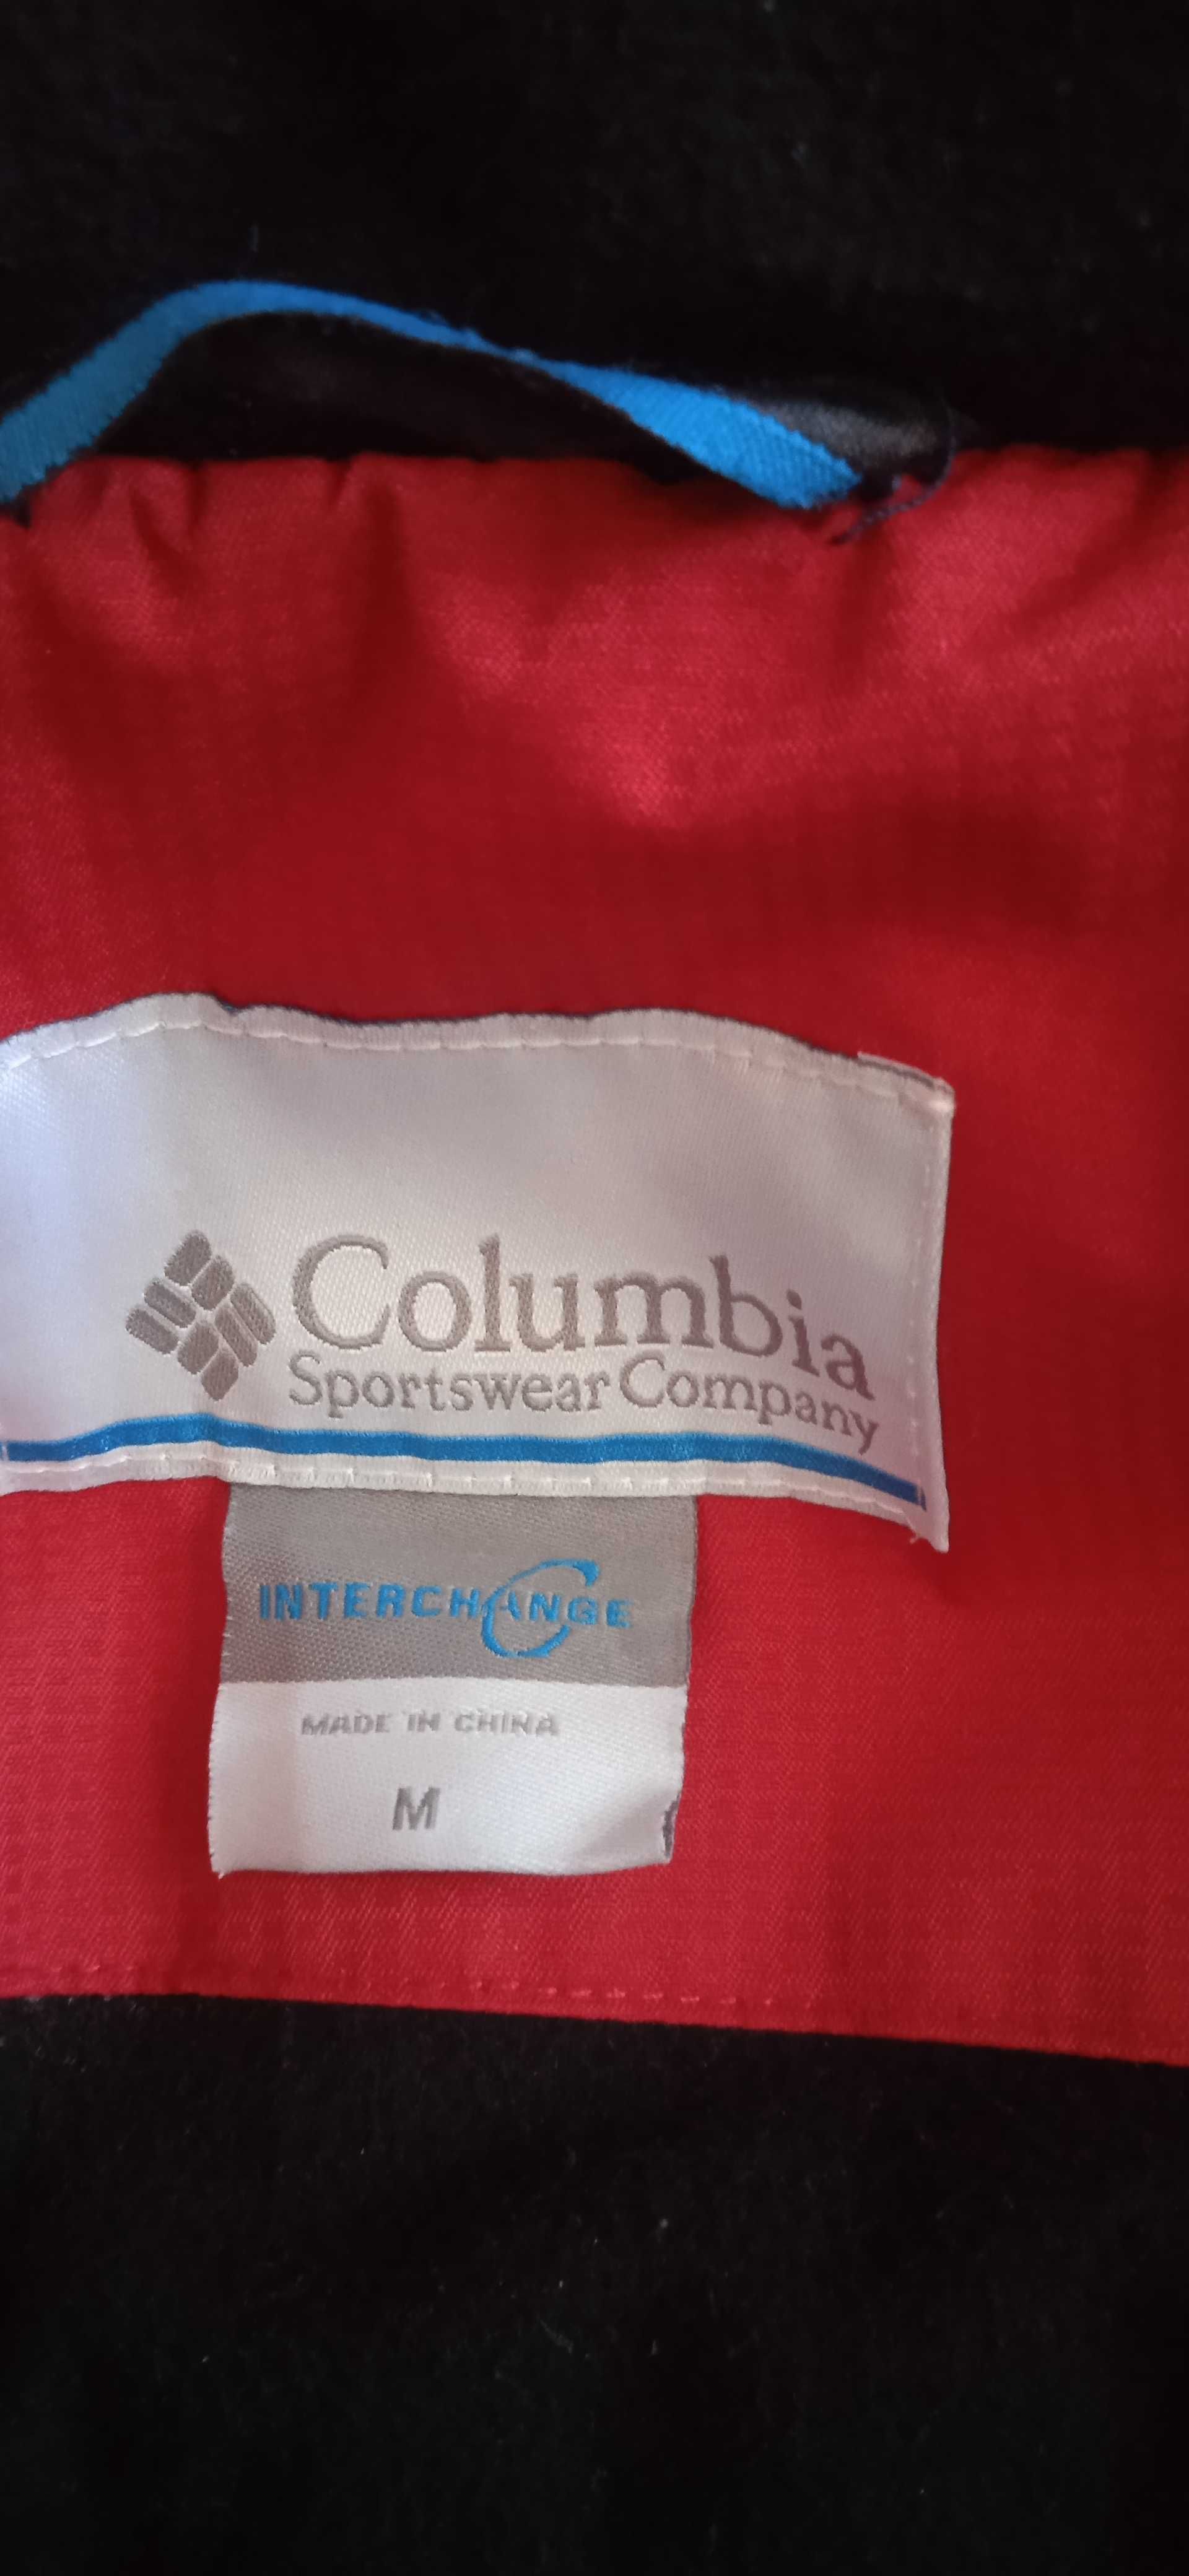 Columbia
Sportswear Company
INTERCHANGE
MADE IN CHINA
M